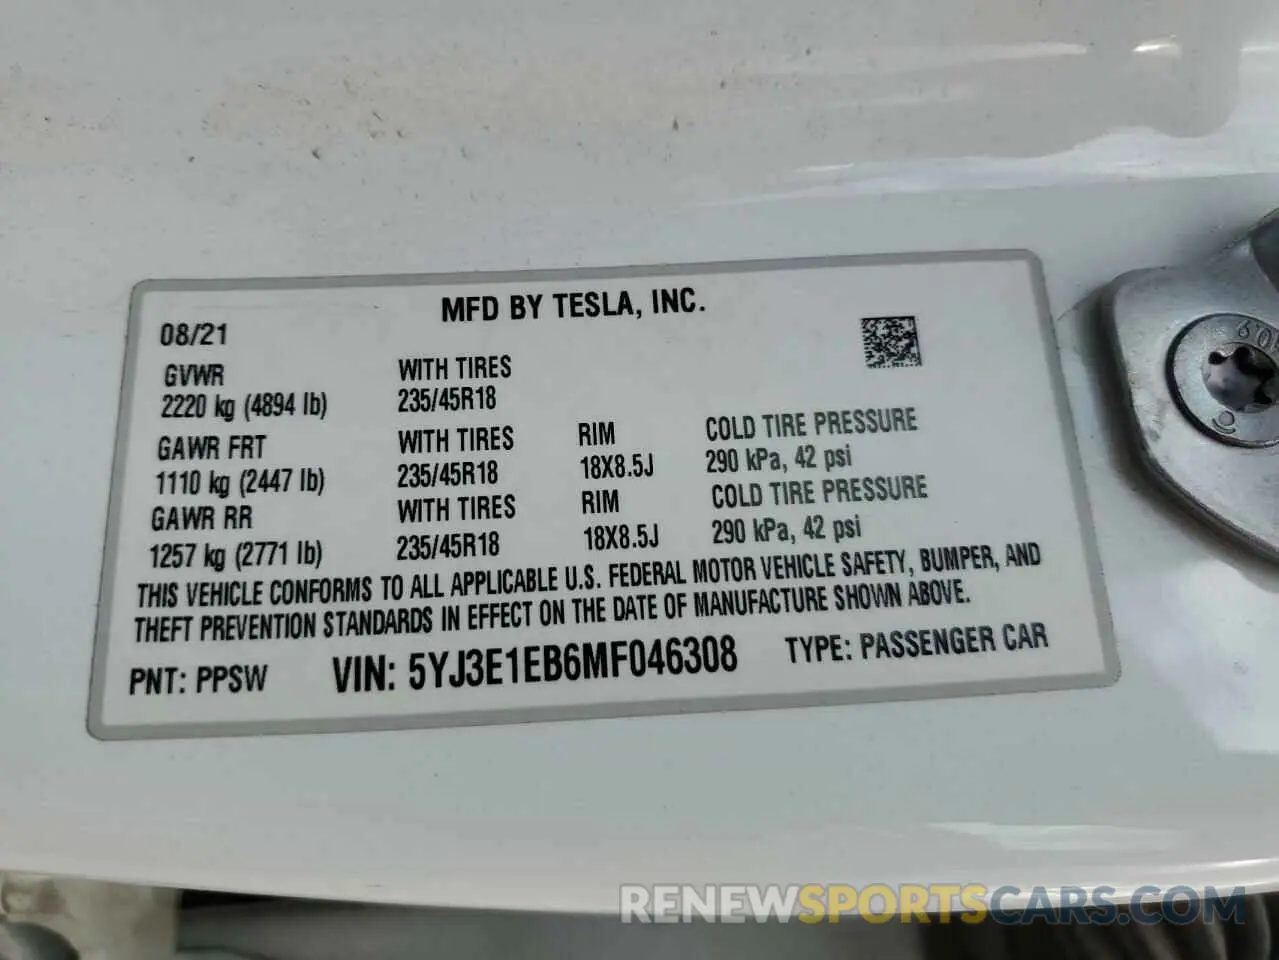 MFD BY TESLA, INC.
08/21
GVWR WITH TIRES
2220 kg (4894 lb) 235/45R18
GAWR FRT WITH TIRES RIM COLD TIRE PRESSURE
1110 kg (2447 lb) 235/45R18 18X8.5J 290 kPa, 42 psi
GAWR RR WITH TIRES RIM COLD TIRE PRESSURE
1257 kg (2771 lb) 235/45R18 18X8.5J 290 kPa, 42 psi
THIS VEHICLE CONFORMS TO ALL APPLICABLE U.S. FEDERAL MOTOR VEHICLE SAFETY, BUMPER, AND
THEFT PREVENTION STANDARDS IN EFFECT ON THE DATE OF MANUFACTURE SHOWN ABOVE.
PNT: PPSW VIN: 5YJ3E1EB6MF046308 TYPE: PASSENGER CAR
RENEWSPORTSCARS.COM